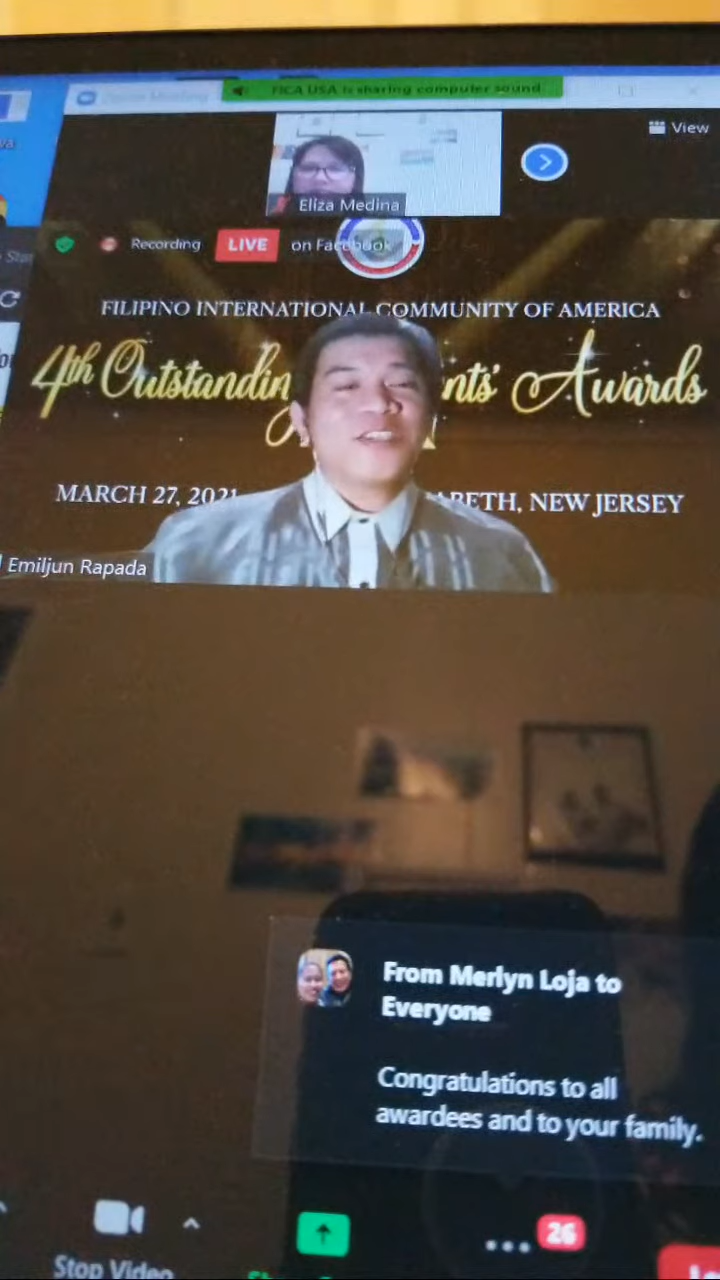 FICA USA is sharing computer sound
View
Eliza Medina
Recording
LIVE
on Facebook
FILIPINO INTERNATIONAL COMMUNITY OF AMERICA
4th Outstandin nts' Awards
MARCH 27, 2021
ABETH, NEW JERSEY
Emiljun Rapada
From Merlyn Loja to
Everyone
Congratulations to all
awardees and to your family.
26
Stop Video